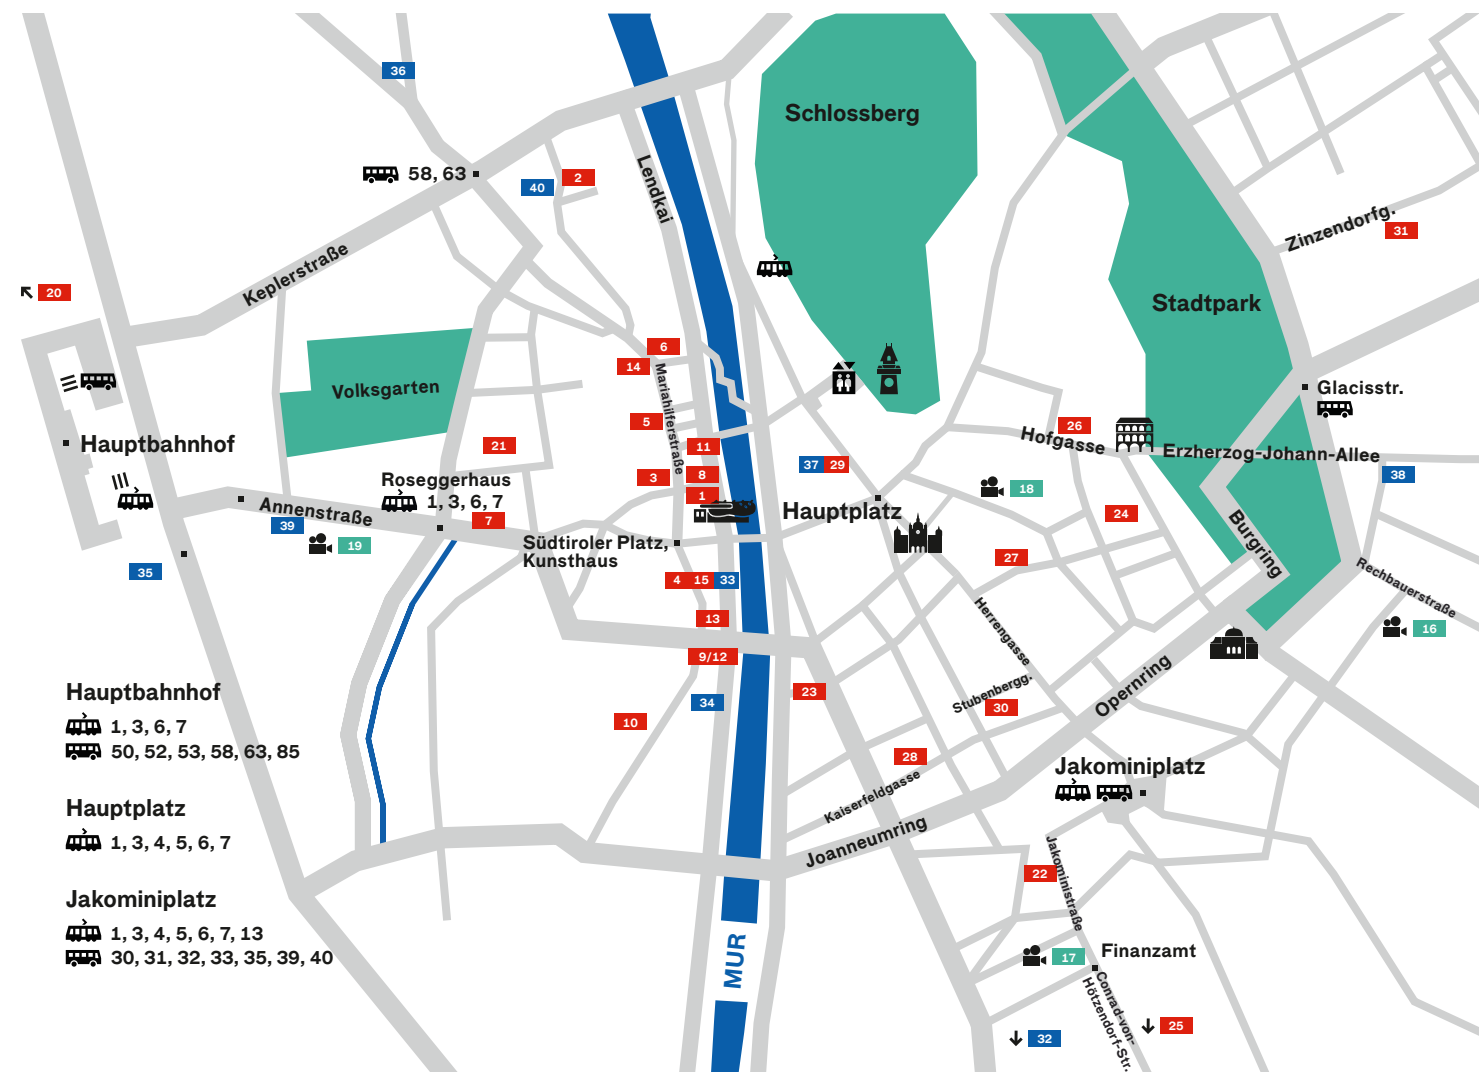 36
Schlossberg
58, 63
40
2
Lendkai
Zinzendorfg.
31
Keplerstraße
20
Stadtpark
6
14
Mariahilferstraße
Volksgarten
Glacisstr.
5
26
Hofgasse
Erzherzog-Johann-Allee
Hauptbahnhof
21
11
3
8
1
37
29
38
18
Roseggerhaus
1, 3, 6, 7
Annenstraße
39
7
19
Hauptplatz
24
Südtiroler Platz,
Kunsthaus
Burgring
35
4
15
33
27
Rechbauerstraße
16
13
Herrengasse
9/12
34
23
Stubenbergg.
30
Opernring
10
Hauptbahnhof
1, 3, 6, 7
50, 52, 53, 58, 63, 85
28
Kaiserfeldgasse
Jakominiplatz
Joanneumring
Hauptplatz
1, 3, 4, 5, 6, 7
22
Jakoministraße
Jakominiplatz
1, 3, 4, 5, 6, 7, 13
30, 31, 32, 33, 35, 39, 40
MUR
17
Finanzamt
Conrad-von-
Hötzendorf-Str.
32
25